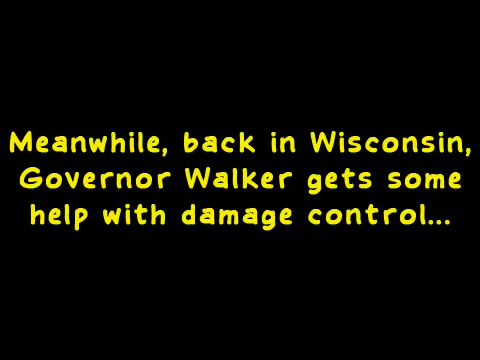 Meanwhile, back in Wisconsin,
Governor Walker gets some
help with damage control...